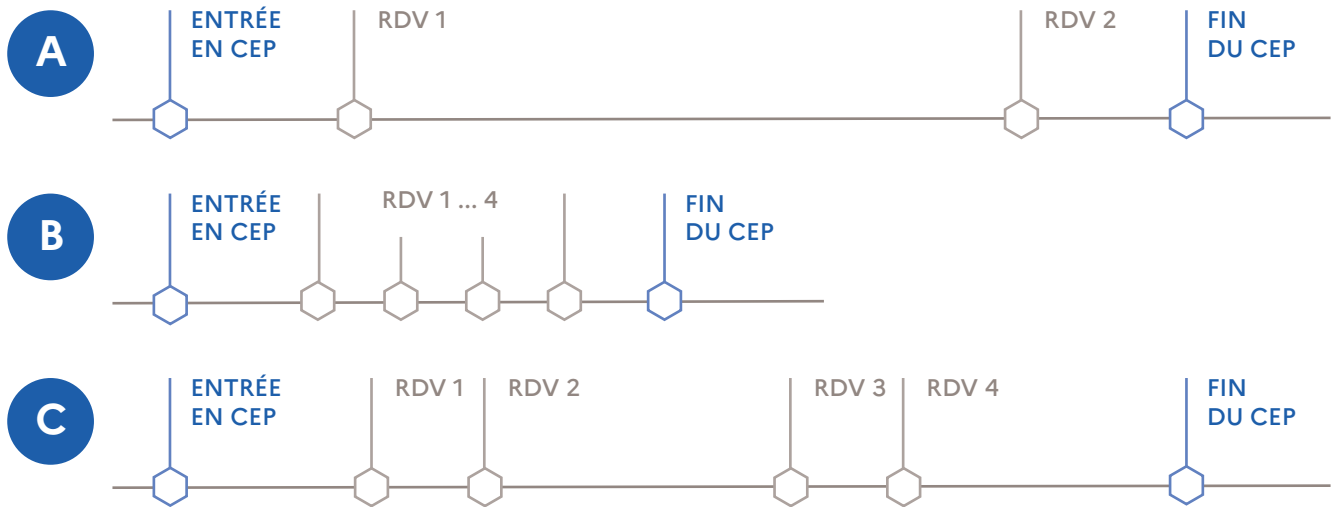 A
ENTRÉE
EN CEP
RDV 1
RDV 2
FIN
DU CEP
B
ENTRÉE
EN CEP
RDV 1 ... 4
FIN
DU CEP
C
ENTRÉE
EN CEP
RDV 1
RDV 2
RDV 3
RDV 4
FIN
DU CEP